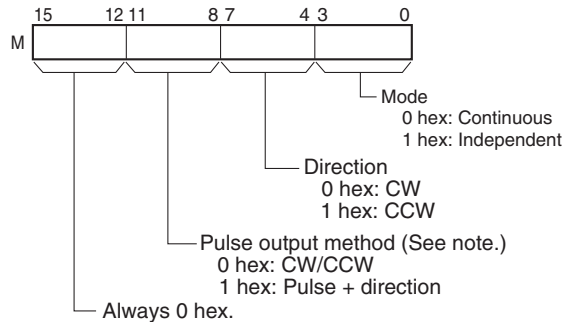 15 12 11 8 7 4 3 0
M
Mode
0 hex: Continuous
1 hex: Independent
Direction
0 hex: CW
1 hex: CCW
Pulse output method (See note.)
0 hex: CW/CCW
1 hex: Pulse + direction
Always 0 hex.